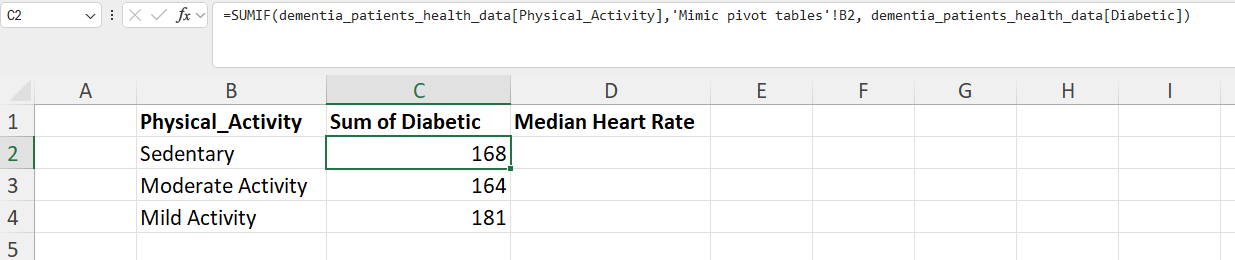 C2 fx =SUMIF(dementia_patients_health_data[Physical_Activity],'Mimic pivot tables'!B2, dementia_patients_health_data[Diabetic])
A B C D E F G H I
1 Physical_Activity Sum of Diabetic Median Heart Rate
2 Sedentary 168
3 Moderate Activity 164
4 Mild Activity 181
5